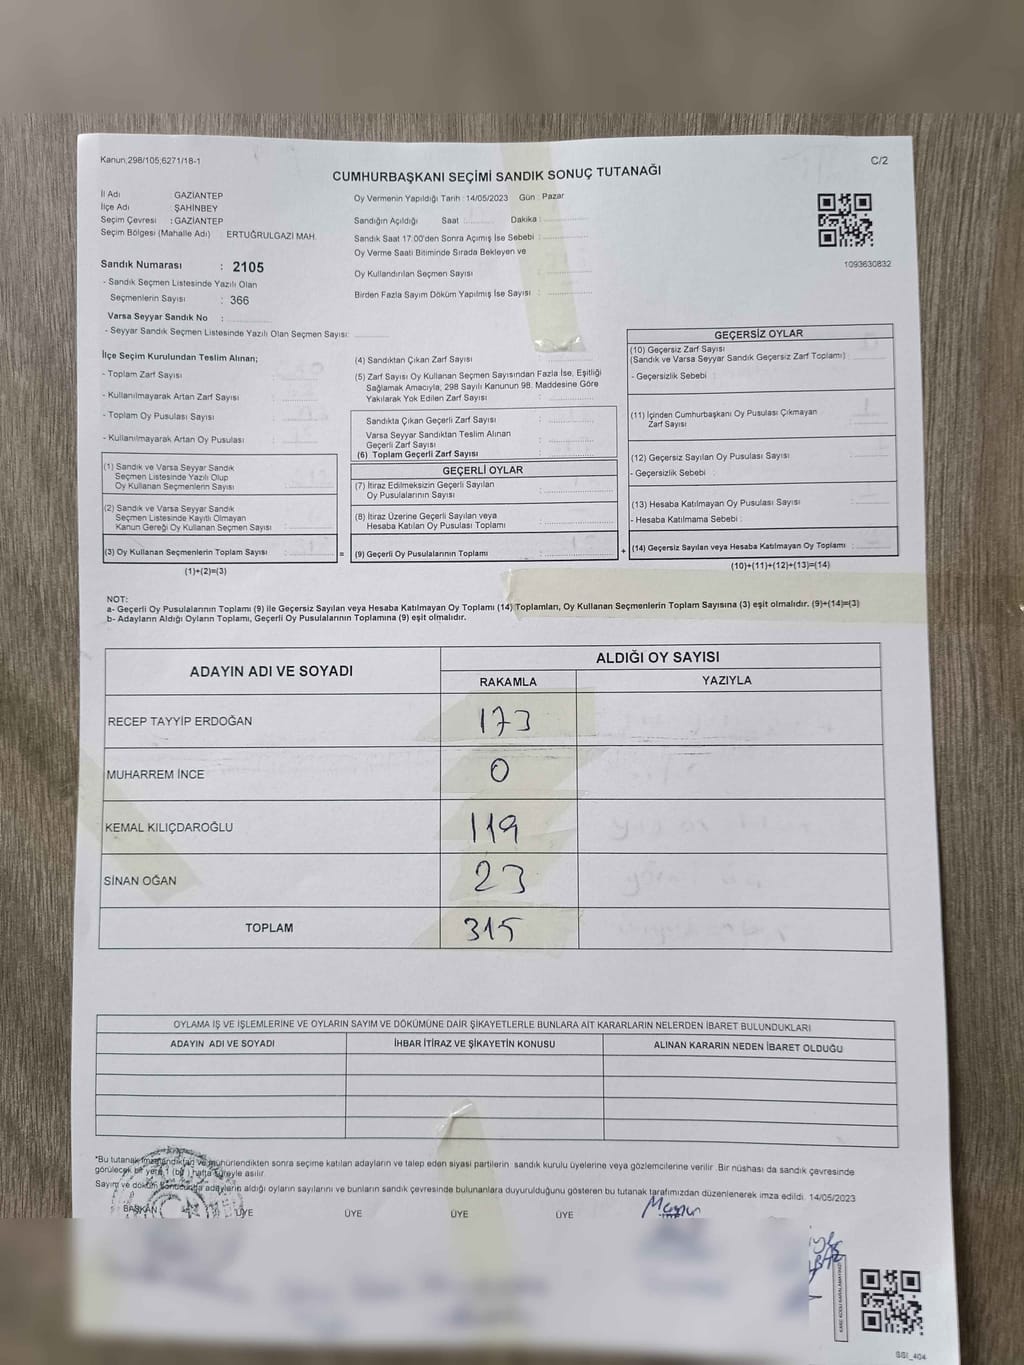 Kanun;298/105;6271/18-1
C/2
CUMHURBAŞKANI SEÇİMİ SANDIK SONUÇ TUTANAĞI
İl Adı GAZİANTEP
İlçe Adı ŞAHİNBEY
Seçim Çevresi : GAZİANTEP
Seçim Bölgesi (Mahalle Adı) ERTUĞRULGAZİ MAH.
Sandık Numarası : 2105
- Sandık Seçmen Listesinde Yazılı Olan
Seçmenlerin Sayısı : 366
Varsa Seyyar Sandık No :
- Seyyar Sandık Seçmen Listesinde Yazılı Olan Seçmen Sayısı:
Oy Vermenin Yapıldığı Tarih : 14/05/2023 Gün : Pazar
Sandığın Açıldığı Saat : Dakika :
Sandık Saat 17:00'den Sonra Açımış İse Sebebi :
Oy Verme Saati Bitiminde Sırada Bekleyen ve
Oy Kullandırılan Seçmen Sayısı
Birden Fazla Sayım Döküm Yapılmış İse Sayısı :
1093630832
İlçe Seçim Kurulundan Teslim Alınan;
- Toplam Zarf Sayısı :
- Kullanılmayarak Artan Zarf Sayısı :
- Toplam Oy Pusulası Sayısı :
- Kullanılmayarak Artan Oy Pusulası :
(1) Sandık ve Varsa Seyyar Sandık
Seçmen Listesinde Yazılı Olup
Oy Kullanan Seçmenlerin Sayısı
(2) Sandık ve Varsa Seyyar Sandık
Seçmen Listesinde Kayıtlı Olmayan
Kanun Gereği Oy Kullanan Seçmen Sayısı
(3) Oy Kullanan Seçmenlerin Toplam Sayısı :
(1)+(2)=(3)
=
(4) Sandıktan Çıkan Zarf Sayısı
(5) Zarf Sayısı Oy Kullanan Seçmen Sayısından Fazla İse, Eşitliği
Sağlamak Amacıyla; 298 Sayılı Kanunun 98. Maddesine Göre
Yakılarak Yok Edilen Zarf Sayısı :
Sandıkta Çıkan Geçerli Zarf Sayısı :
Varsa Seyyar Sandıktan Teslim Alınan
Geçerli Zarf Sayısı :
(6) Toplam Geçerli Zarf Sayısı :
GEÇERLİ OYLAR
(7) İtiraz Edilmeksizin Geçerli Sayılan
Oy Pusulalarının Sayısı :
(8) İtiraz Üzerine Geçerli Sayılan veya
Hesaba Katılan Oy Pusulası Toplamı :
(9) Geçerli Oy Pusulalarının Toplamı :
+
GEÇERSİZ OYLAR
(10) Geçersiz Zarf Sayısı
(Sandık ve Varsa Seyyar Sandık Geçersiz Zarf Toplamı) :
- Geçersizlik Sebebi :
(11) İçinden Cumhurbaşkanı Oy Pusulası Çıkmayan
Zarf Sayısı :
(12) Geçersiz Sayılan Oy Pusulası Sayısı :
- Geçersizlik Sebebi :
(13) Hesaba Katılmayan Oy Pusulası Sayısı :
- Hesaba Katılmama Sebebi :
(14) Geçersiz Sayılan veya Hesaba Katılmayan Oy Toplamı :
(10)+(11)+(12)+(13)=(14)
NOT:
a- Geçerli Oy Pusulalarının Toplamı (9) ile Geçersiz Sayılan veya Hesaba Katılmayan Oy Toplamı (14) Toplamları, Oy Kullanan Seçmenlerin Toplam Sayısına (3) eşit olmalıdır. (9)+(14)=(3)
b- Adayların Aldığı Oyların Toplamı, Geçerli Oy Pusulalarının Toplamına (9) eşit olmalıdır.
ADAYIN ADI VE SOYADI ALDIĞI OY SAYISI
RAKAMLA YAZIYLA
RECEP TAYYİP ERDOĞAN 173
MUHARREM İNCE 0
KEMAL KILIÇDAROĞLU 119
SİNAN OĞAN 23
TOPLAM 315
OYLAMA İŞ VE İŞLEMLERİNE VE OYLARIN SAYIM VE DÖKÜMÜNE DAİR ŞİKAYETLERLE BUNLARA AİT KARARLARIN NELERDEN İBARET BULUNDUKLARI
ADAYIN ADI VE SOYADI İHBAR İTİRAZ VE ŞİKAYETİN KONUSU ALINAN KARARIN NEDEN İBARET OLDUĞU
*Bu tutanak ve mühürlendikten sonra seçime katılan adayların ve talep eden siyasi partilerin sandık kurulu üyelerine veya gözlemcilerine verilir .Bir nüshası da sandık çevresinde
görülecek bir yere 1 (bir) hafta süreyle asılır.
Sayım ve döküm sonucunda adayların aldığı oyların sayılarını ve bunların sandık çevresinde bulunanlara duyurulduğunu gösteren bu tutanak tarafımızdan düzenlenerek imza edildi. 14/05/2023
BAŞKAN ÜYE ÜYE ÜYE ÜYE
SSI_404